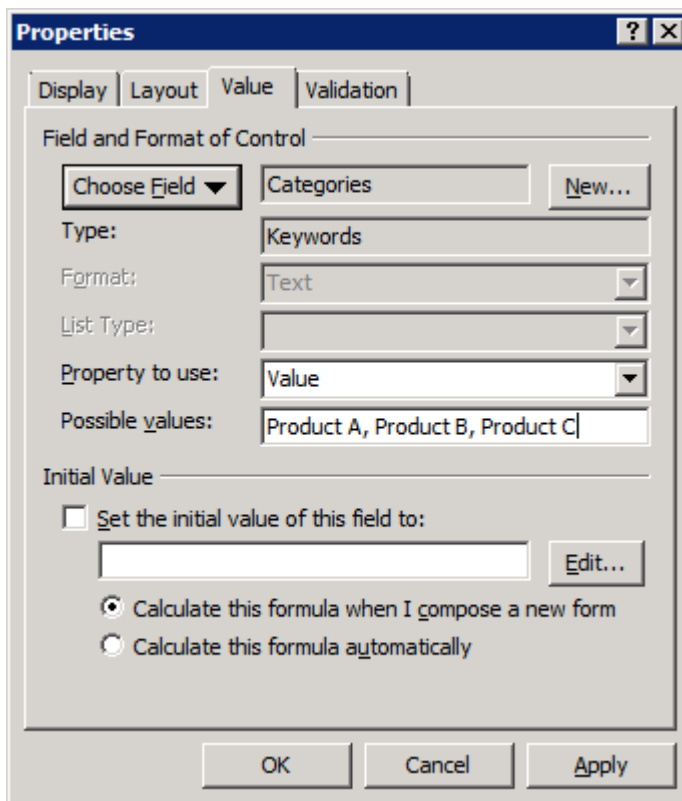 Properties
Display Layout Value Validation
Field and Format of Control
Choose Field Categories New...
Type: Keywords
Format: Text
List Type:
Property to use: Value
Possible values: Product A, Product B, Product C
Initial Value
Set the initial value of this field to:
Edit...
Calculate this formula when I compose a new form
Calculate this formula automatically
OK Cancel Apply